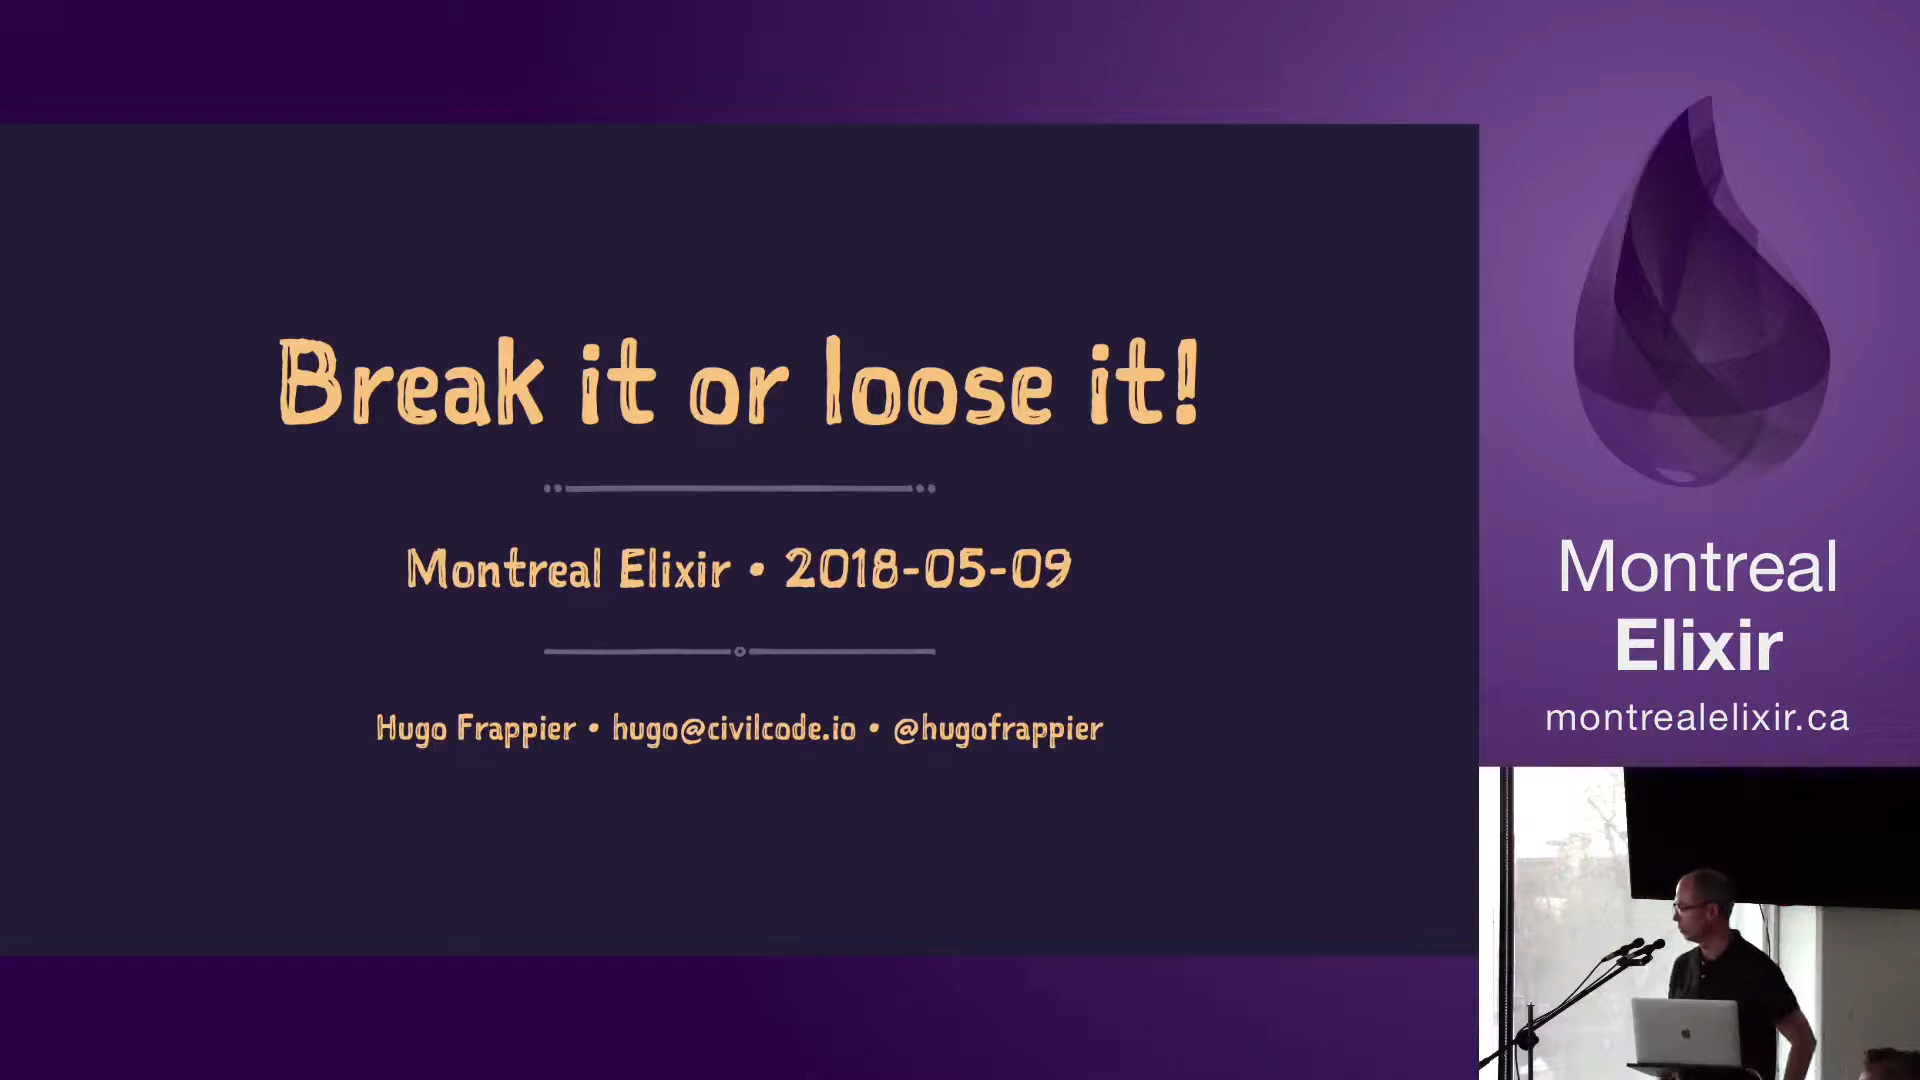 Break it or loose it!
Montreal Elixir • 2018-05-09
Hugo Frappier • hugo@civilcode.io • @hugofrappier
Montreal
Elixir
montrealelixir.ca